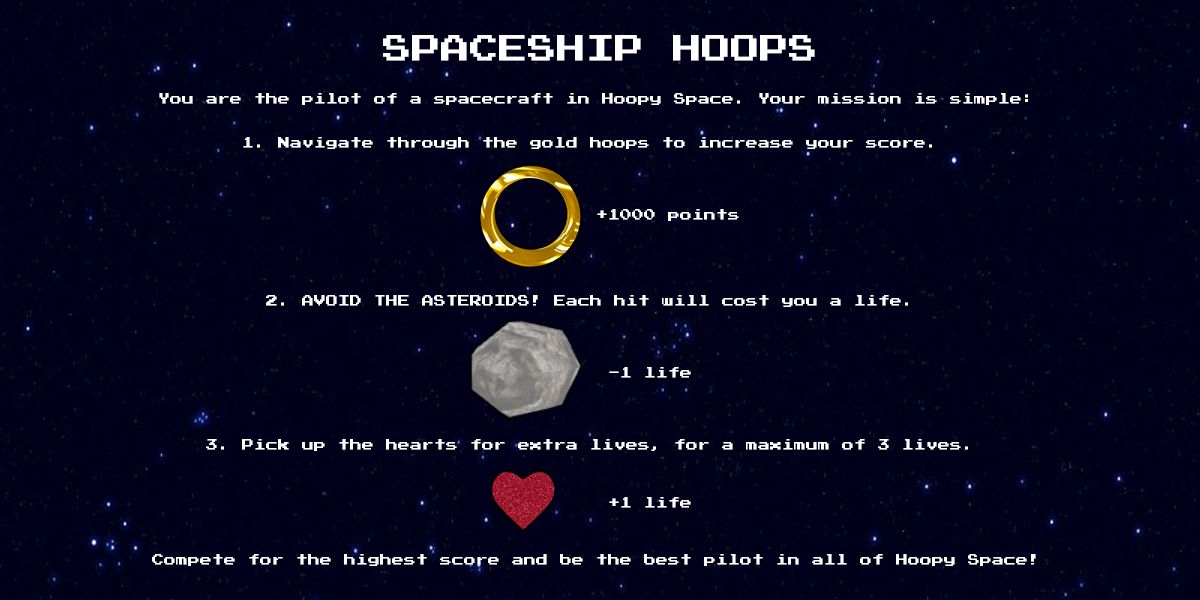 SPACESHIP HOOPS
You are the pilot of a spacecraft in Hoopy Space. Your mission is simple:
1. Navigate through the gold hoops to increase your score.
+1000 points
2. AVOID THE ASTEROIDS! Each hit will cost you a life.
-1 life
3. Pick up the hearts for extra lives, for a maximum of 3 lives.
+1 life
Compete for the highest score and be the best pilot in all of Hoopy Space!